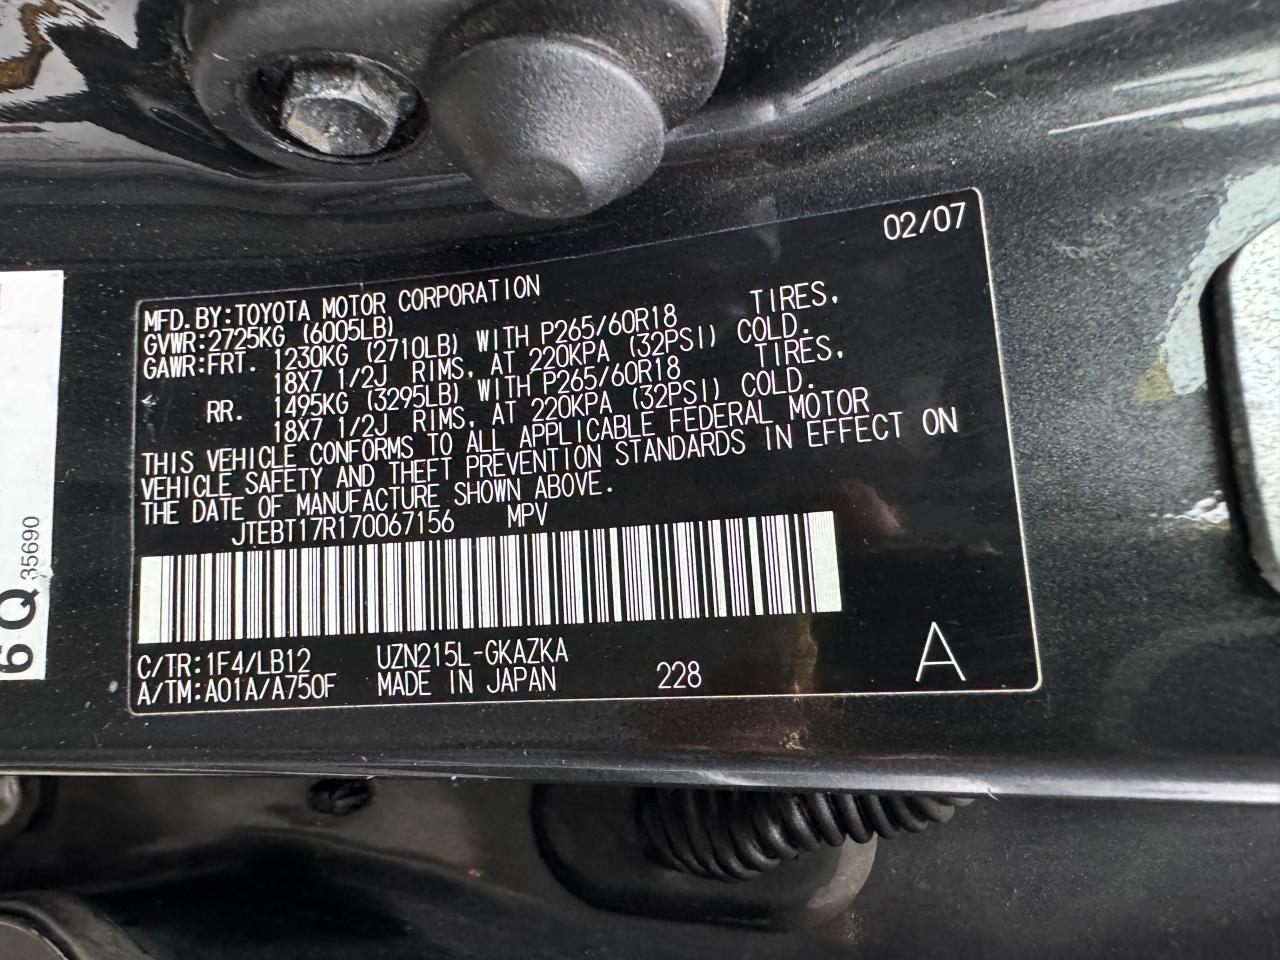 02/07
MFD.BY:TOYOTA MOTOR CORPORATION
GVWR:2725KG (6005LB)
GAWR:FRT. 1230KG (2710LB) WITH P265/60R18 TIRES,
18X7 1/2J RIMS, AT 220KPA (32PSI) COLD.
RR. 1495KG (3295LB) WITH P265/60R18 TIRES,
18X7 1/2J RIMS, AT 220KPA (32PSI) COLD.
THIS VEHICLE CONFORMS TO ALL APPLICABLE FEDERAL MOTOR
VEHICLE SAFETY AND THEFT PREVENTION STANDARDS IN EFFECT ON
THE DATE OF MANUFACTURE SHOWN ABOVE.
JTEBT17R170067156 MPV
C/TR:1F4/LB12 UZN215L-GKAZKA
A/TM:A01A/A750F MADE IN JAPAN 228 A
6 Q 35690